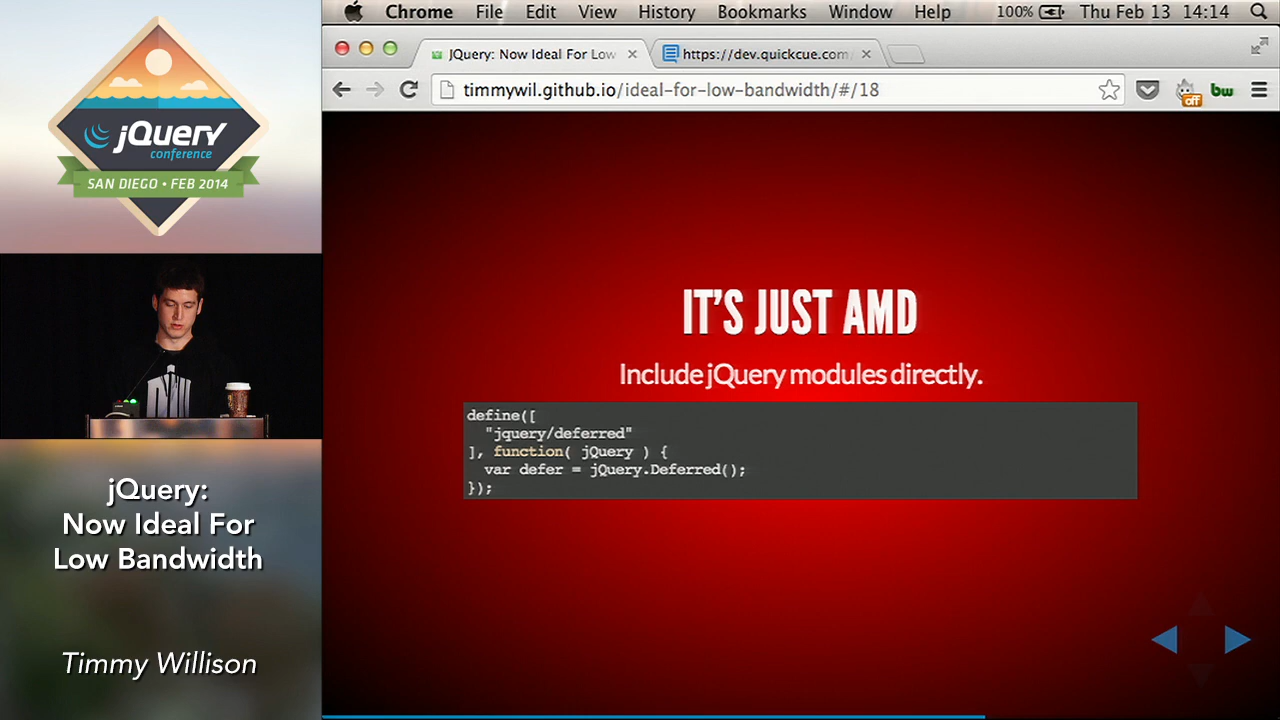 jQuery
conference
SAN DIEGO • FEB 2014
jQuery:
Now Ideal For
Low Bandwidth
Timmy Willison
Chrome File Edit View History Bookmarks Window Help 100% Thu Feb 13 14:14
JQuery: Now Ideal For Low
https://dev.quickcue.com
timmywil.github.io/ideal-for-low-bandwidth/#/18
off
bw
IT'S JUST AMD
Include jQuery modules directly.
define([
"jquery/deferred"
], function( jQuery ) {
var defer = jQuery.Deferred();
});